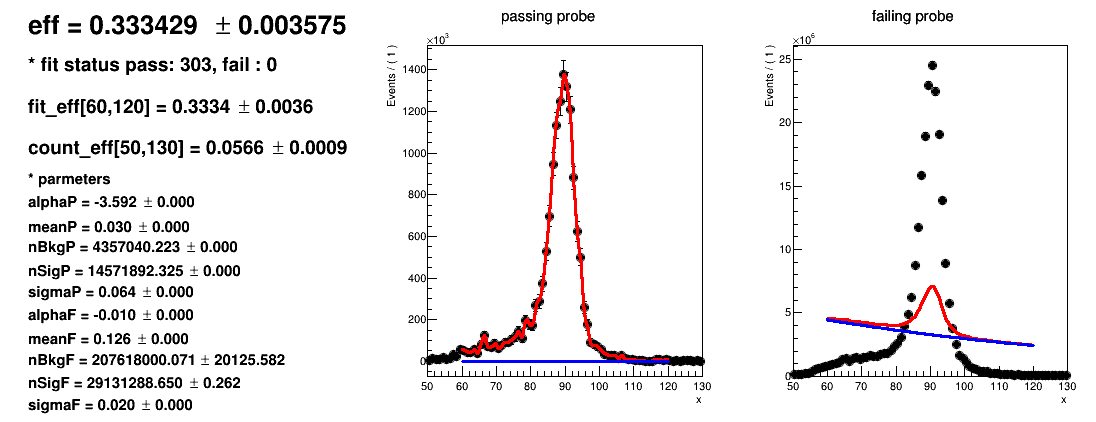 eff = 0.333429 ± 0.003575
* fit status pass: 303, fail : 0
fit_eff[60,120] = 0.3334 ± 0.0036
count_eff[50,130] = 0.0566 ± 0.0009
* parmeters
alphaP = -3.592 ± 0.000
meanP = 0.030 ± 0.000
nBkgP = 4357040.223 ± 0.000
nSigP = 14571892.325 ± 0.000
sigmaP = 0.064 ± 0.000
alphaF = -0.010 ± 0.000
meanF = 0.126 ± 0.000
nBkgF = 207618000.071 ± 20125.582
nSigF = 29131288.650 ± 0.262
sigmaF = 0.020 ± 0.000
passing probe
×10³
Events / ( 1 )
1400
1200
1000
800
600
400
200
0
50 60 70 80 90 100 110 120 130
x
failing probe
×10⁶
Events / ( 1 )
25
20
15
10
5
0
50 60 70 80 90 100 110 120 130
x